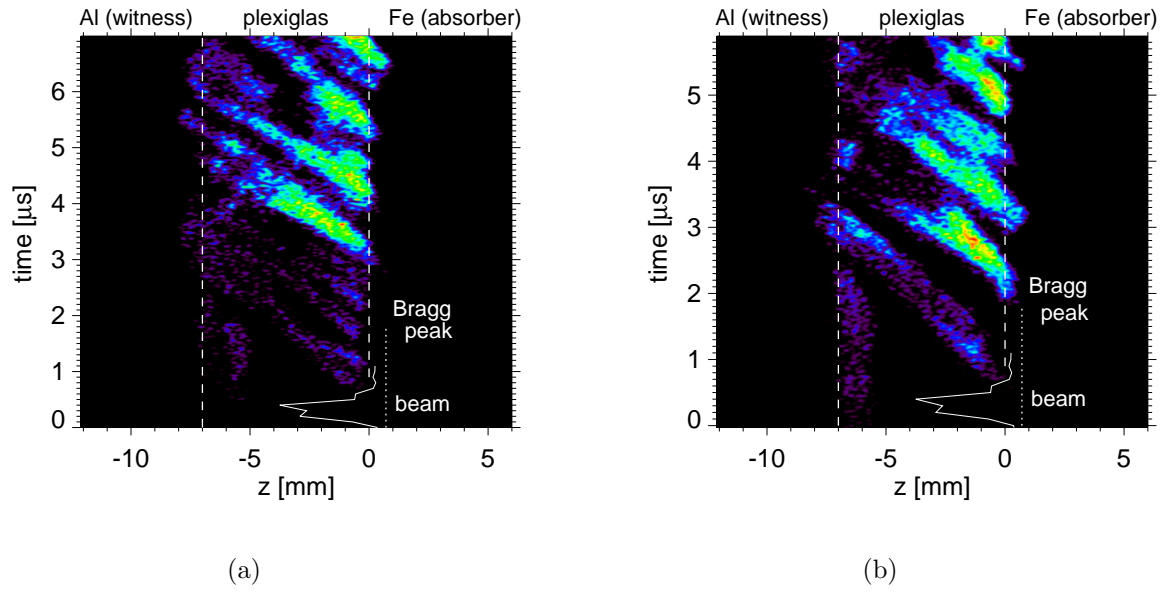 Al (witness) plexiglas Fe (absorber)
6
5
4
3
2
1
0
time [μs]
Bragg
peak
beam
-10 -5 0 5
z [mm]
(a)
Al (witness) plexiglas Fe (absorber)
5
4
3
2
1
0
time [μs]
Bragg
peak
beam
-10 -5 0 5
z [mm]
(b)